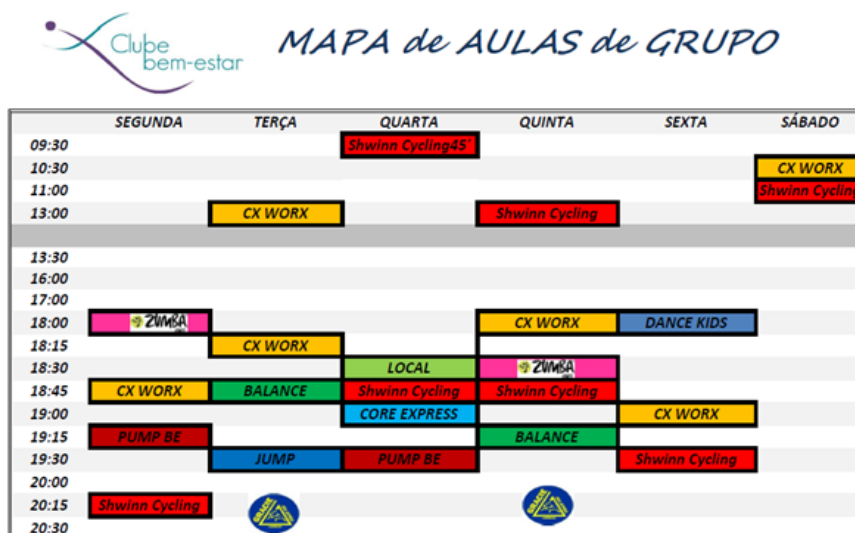 Clube
bem-estar
MAPA de AULAS de GRUPO
SEGUNDA TERÇA QUARTA QUINTA SEXTA SÁBADO
09:30 Shwinn Cycling45'
10:30 CX WORX
11:00 Shwinn Cycling
13:00 CX WORX Shwinn Cycling
13:30
16:00
17:00
18:00 ZUMBA CX WORX DANCE KIDS
18:15 CX WORX
18:30 LOCAL ZUMBA
18:45 CX WORX BALANCE Shwinn Cycling Shwinn Cycling
19:00 CORE EXPRESS CX WORX
19:15 PUMP BE BALANCE
19:30 JUMP PUMP BE Shwinn Cycling
20:00
20:15 Shwinn Cycling GRACIE
20:30